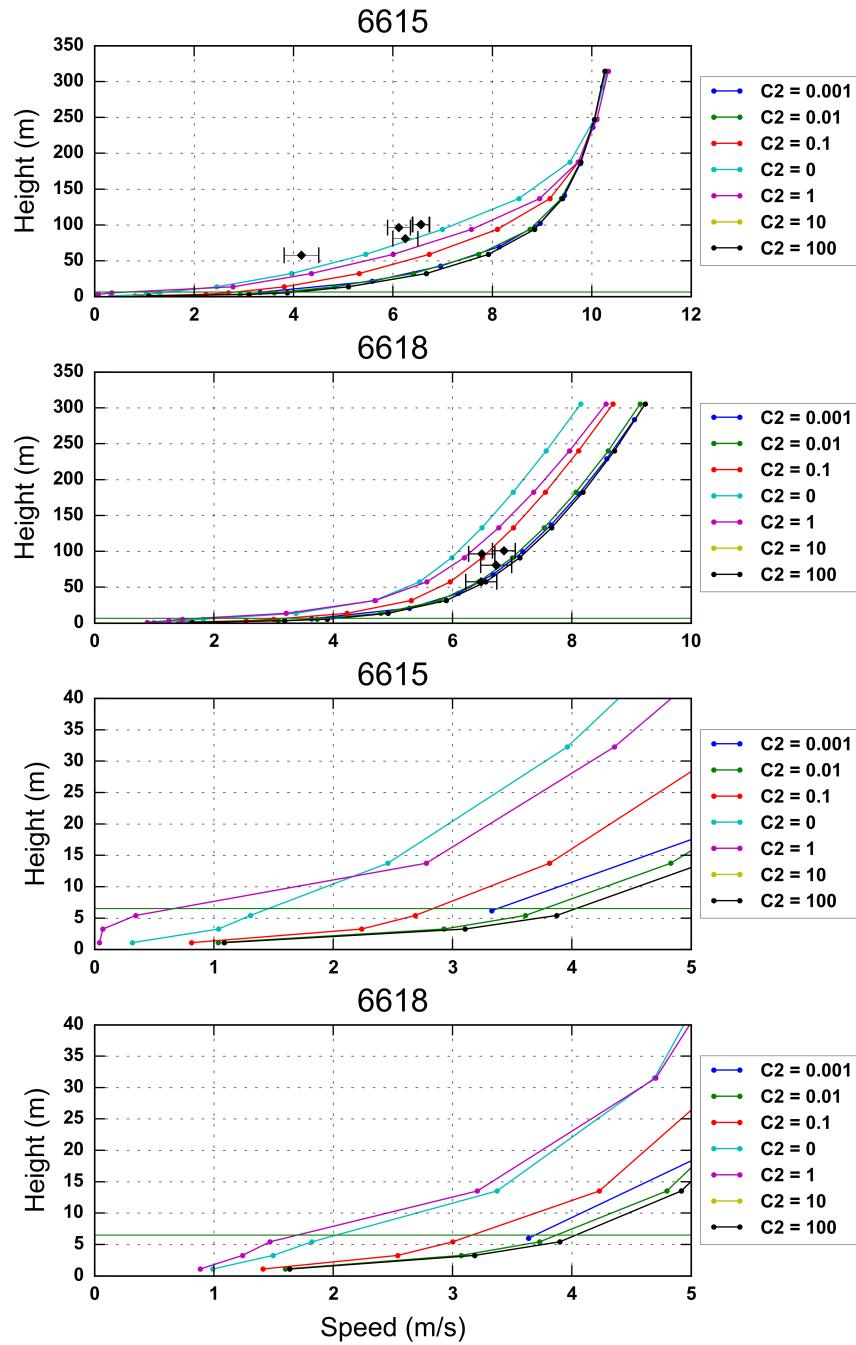 6615
350
300
250
200
150
100
50
0
Height (m)
0 2 4 6 8 10 12
C2 = 0.001
C2 = 0.01
C2 = 0.1
C2 = 0
C2 = 1
C2 = 10
C2 = 100
6618
350
300
250
200
150
100
50
0
Height (m)
0 2 4 6 8 10
C2 = 0.001
C2 = 0.01
C2 = 0.1
C2 = 0
C2 = 1
C2 = 10
C2 = 100
6615
40
35
30
25
20
15
10
5
0
Height (m)
0 1 2 3 4 5
C2 = 0.001
C2 = 0.01
C2 = 0.1
C2 = 0
C2 = 1
C2 = 10
C2 = 100
6618
40
35
30
25
20
15
10
5
0
Height (m)
0 1 2 3 4 5
Speed (m/s)
C2 = 0.001
C2 = 0.01
C2 = 0.1
C2 = 0
C2 = 1
C2 = 10
C2 = 100